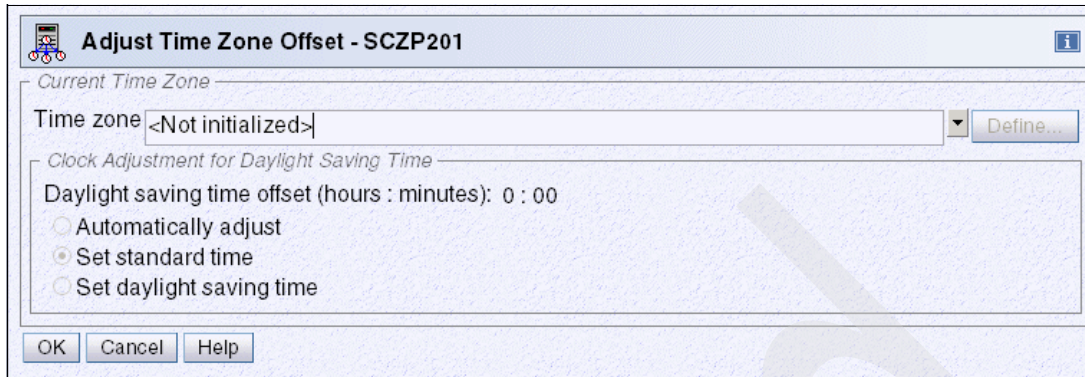 Adjust Time Zone Offset - SCZP201
i
Current Time Zone
Time zone <Not initialized> Define...
Clock Adjustment for Daylight Saving Time
Daylight saving time offset (hours : minutes): 0 : 00
Automatically adjust
Set standard time
Set daylight saving time
OK Cancel Help